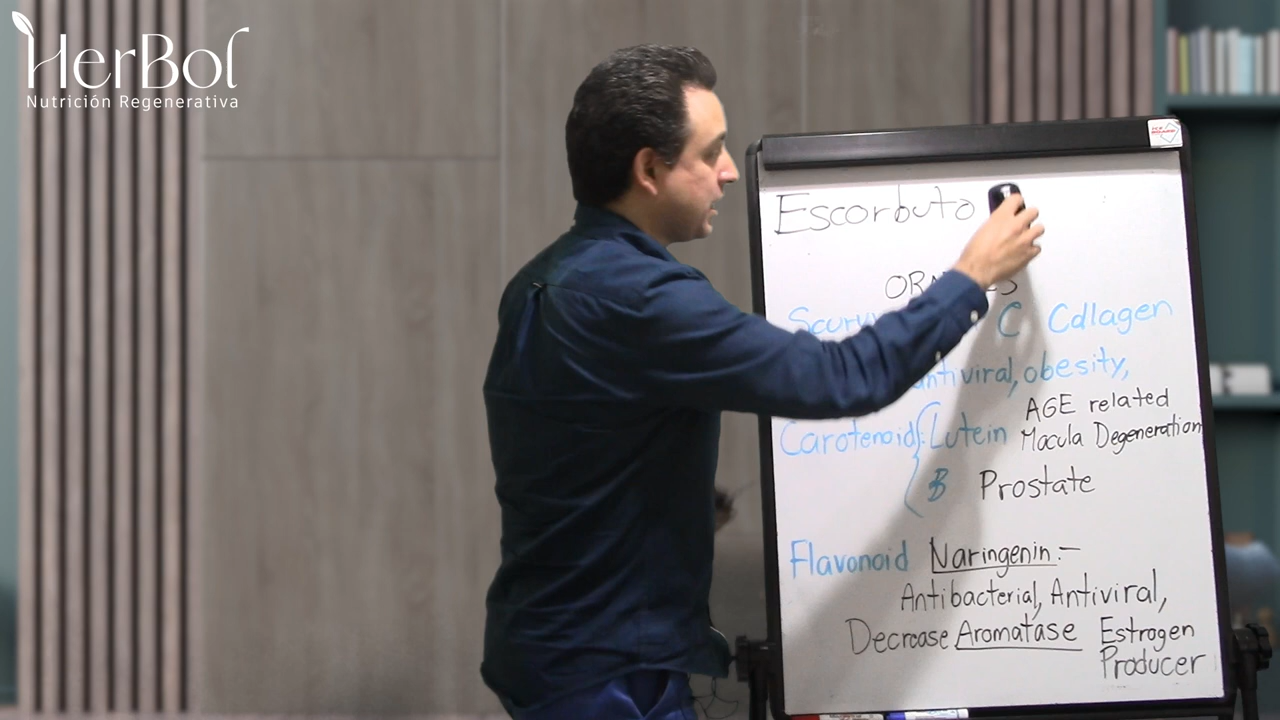 HerBol
Nutrición Regenerativa
Escorbuto
C Collagen
antiviral, obesity,
Carotenoid: Lutein AGE related
Macula Degeneration
B Prostate
Flavonoid Naringenin:-
Antibacterial, Antiviral,
Decrease Aromatase Estrogen
Producer